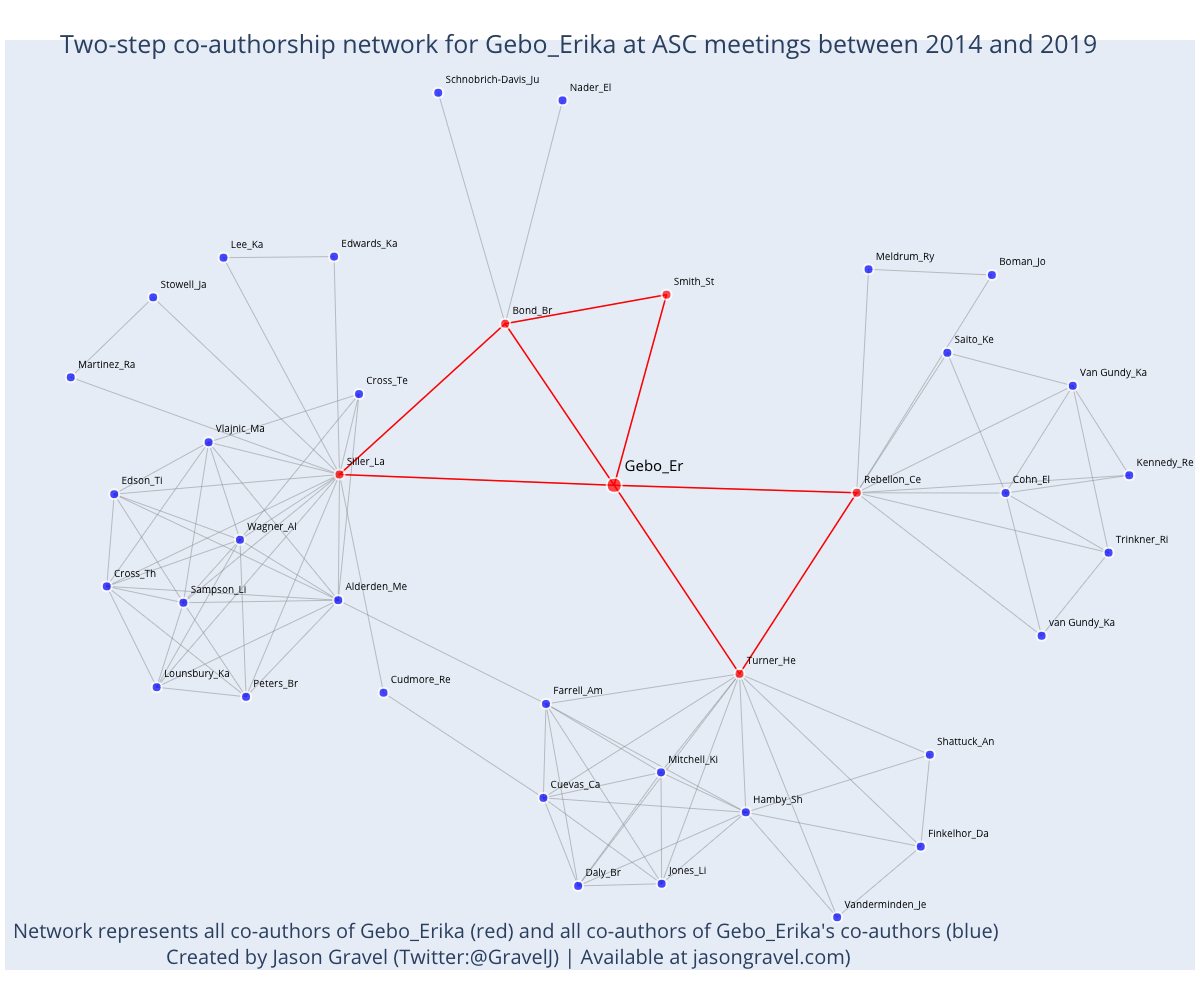 Two-step co-authorship network for Gebo_Erika at ASC meetings between 2014 and 2019
Schnobrich-Davis_Ju
Nader_El
Lee_Ka
Edwards_Ka
Meldrum_Ry
Boman_Jo
Stowell_Ja
Smith_St
Bond_Br
Saito_Ke
Martinez_Ra
Cross_Te
Van Gundy_Ka
Vlajnic_Ma
Siller_La
Gebo_Er
Kennedy_Re
Edson_Ti
Rebellon_Ce
Cohn_El
Wagner_Al
Trinkner_Ri
Cross_Th
Sampson_Li
Alderden_Me
van Gundy_Ka
Turner_He
Lounsbury_Ka
Peters_Br
Cudmore_Re
Farrell_Am
Shattuck_An
Mitchell_Ki
Cuevas_Ca
Hamby_Sh
Finkelhor_Da
Daly_Br
Jones_Li
Vanderminden_Je
Network represents all co-authors of Gebo_Erika (red) and all co-authors of Gebo_Erika's co-authors (blue)
Created by Jason Gravel (Twitter:@GravelJ) | Available at jasongravel.com)